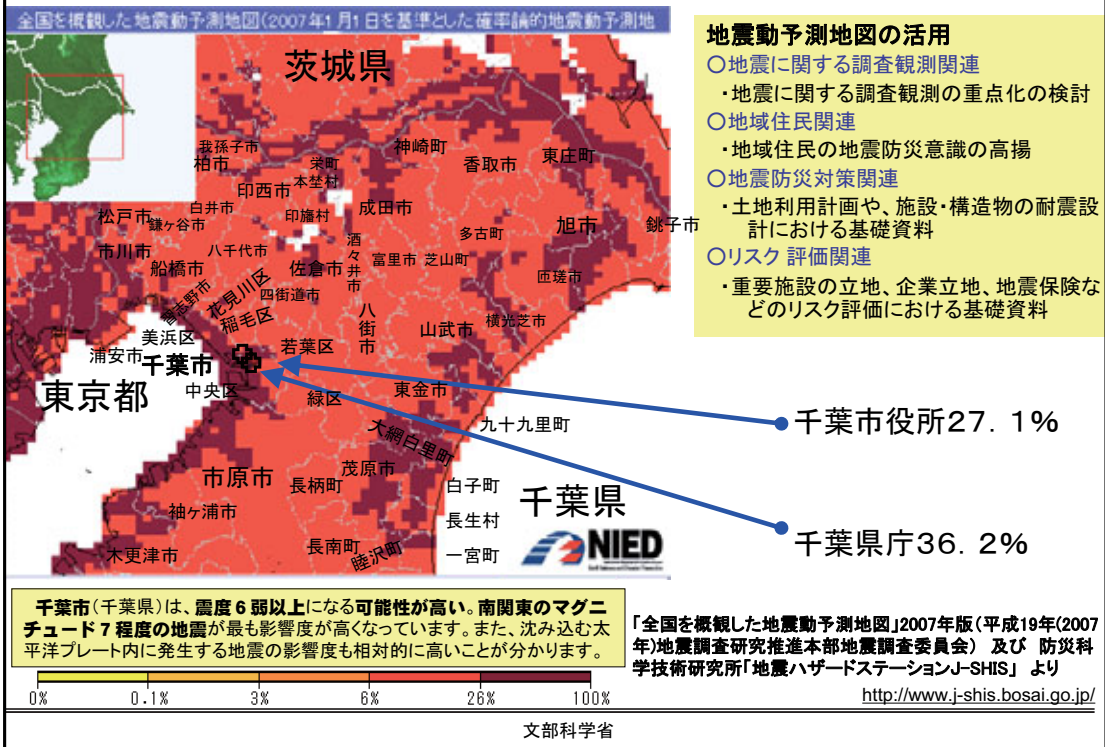 全国を概観した地震動予測地図(2007年1月1日を基準とした確率論的地震動予測地
茨城県
我孫子市
柏市
栄町
神崎町
香取市
東庄町
印西市
本埜村
松戸市
白井市
鎌ヶ谷市
印旛村
成田市
酒々井市
多古町
旭市
銚子市
市川市
船橋市
八千代市
佐倉市
富里市
芝山町
匝瑳市
習志野市
花見川区
四街道市
稲毛区
八街市
山武市
横光芝市
美浜区
若葉区
浦安市
千葉市
東京都
中央区
緑区
東金市
九十九里町
大網白里町
市原市
長柄町
茂原市
白子町
千葉県
袖ヶ浦市
長生村
木更津市
長南町
睦沢町
一宮町
NIED
地震動予測地図の活用
○地震に関する調査観測関連
・地震に関する調査観測の重点化の検討
○地域住民関連
・地域住民の地震防災意識の高揚
○地震防災対策関連
・土地利用計画や、施設・構造物の耐震設
計における基礎資料
○リスク 評価関連
・重要施設の立地、企業立地、地震保険な
どのリスク評価における基礎資料
千葉市役所27．1%
千葉県庁36．2%
千葉市(千葉県)は、震度6弱以上になる可能性が高い。南関東のマグニ
チュード7程度の地震が最も影響度が高くなっています。また、沈み込む太
平洋プレート内に発生する地震の影響度も相対的に高いことが分かります。
0% 0.1% 3% 6% 26% 100%
「全国を概観した地震動予測地図」2007年版(平成19年(2007
年)地震調査研究推進本部地震調査委員会) 及び 防災科
学技術研究所「地震ハザードステーションJ-SHIS」 より
http://www.j-shis.bosai.go.jp/
文部科学省